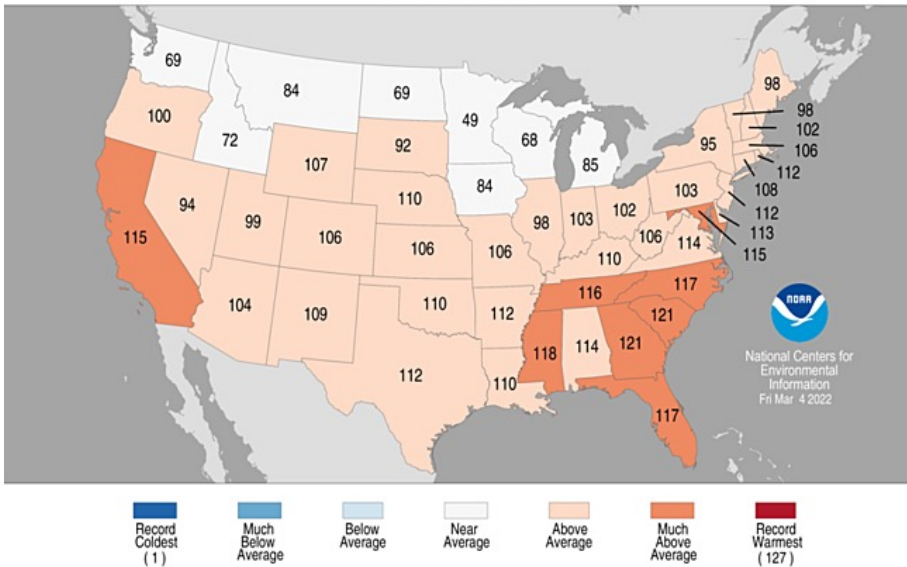 69
84
69
49
98
100
72
92
68
85
98
102
106
112
95
107
84
103
108
112
113
115
94
99
110
98
103
102
115
106
106
106
106
110
114
104
109
110
112
116
117
121
118
114
121
112
110
117
NOAA
National Centers for
Environmental
Information
Fri Mar 4 2022
Record
Coldest
( 1 )
Much
Below
Average
Below
Average
Near
Average
Above
Average
Much
Above
Average
Record
Warmest
( 127 )